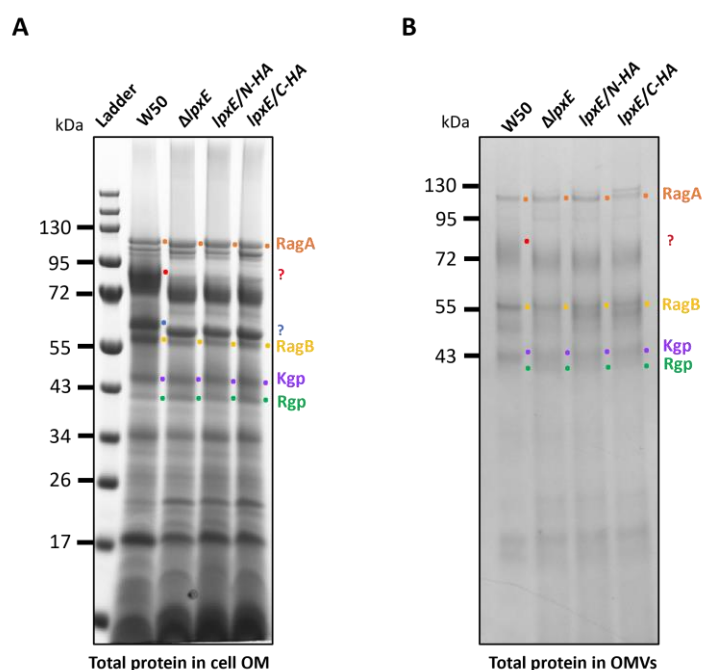 A
B
kDa
Ladder
W50
ΔlpxE
lpxE/N-HA
lpxE/C-HA
130
95
72
55
43
34
26
17
RagA
?
?
RagB
Kgp
Rgp
Total protein in cell OM
kDa
W50
ΔlpxE
lpxE/N-HA
lpxE/C-HA
130
95
72
55
43
RagA
?
RagB
Kgp
Rgp
Total protein in OMVs